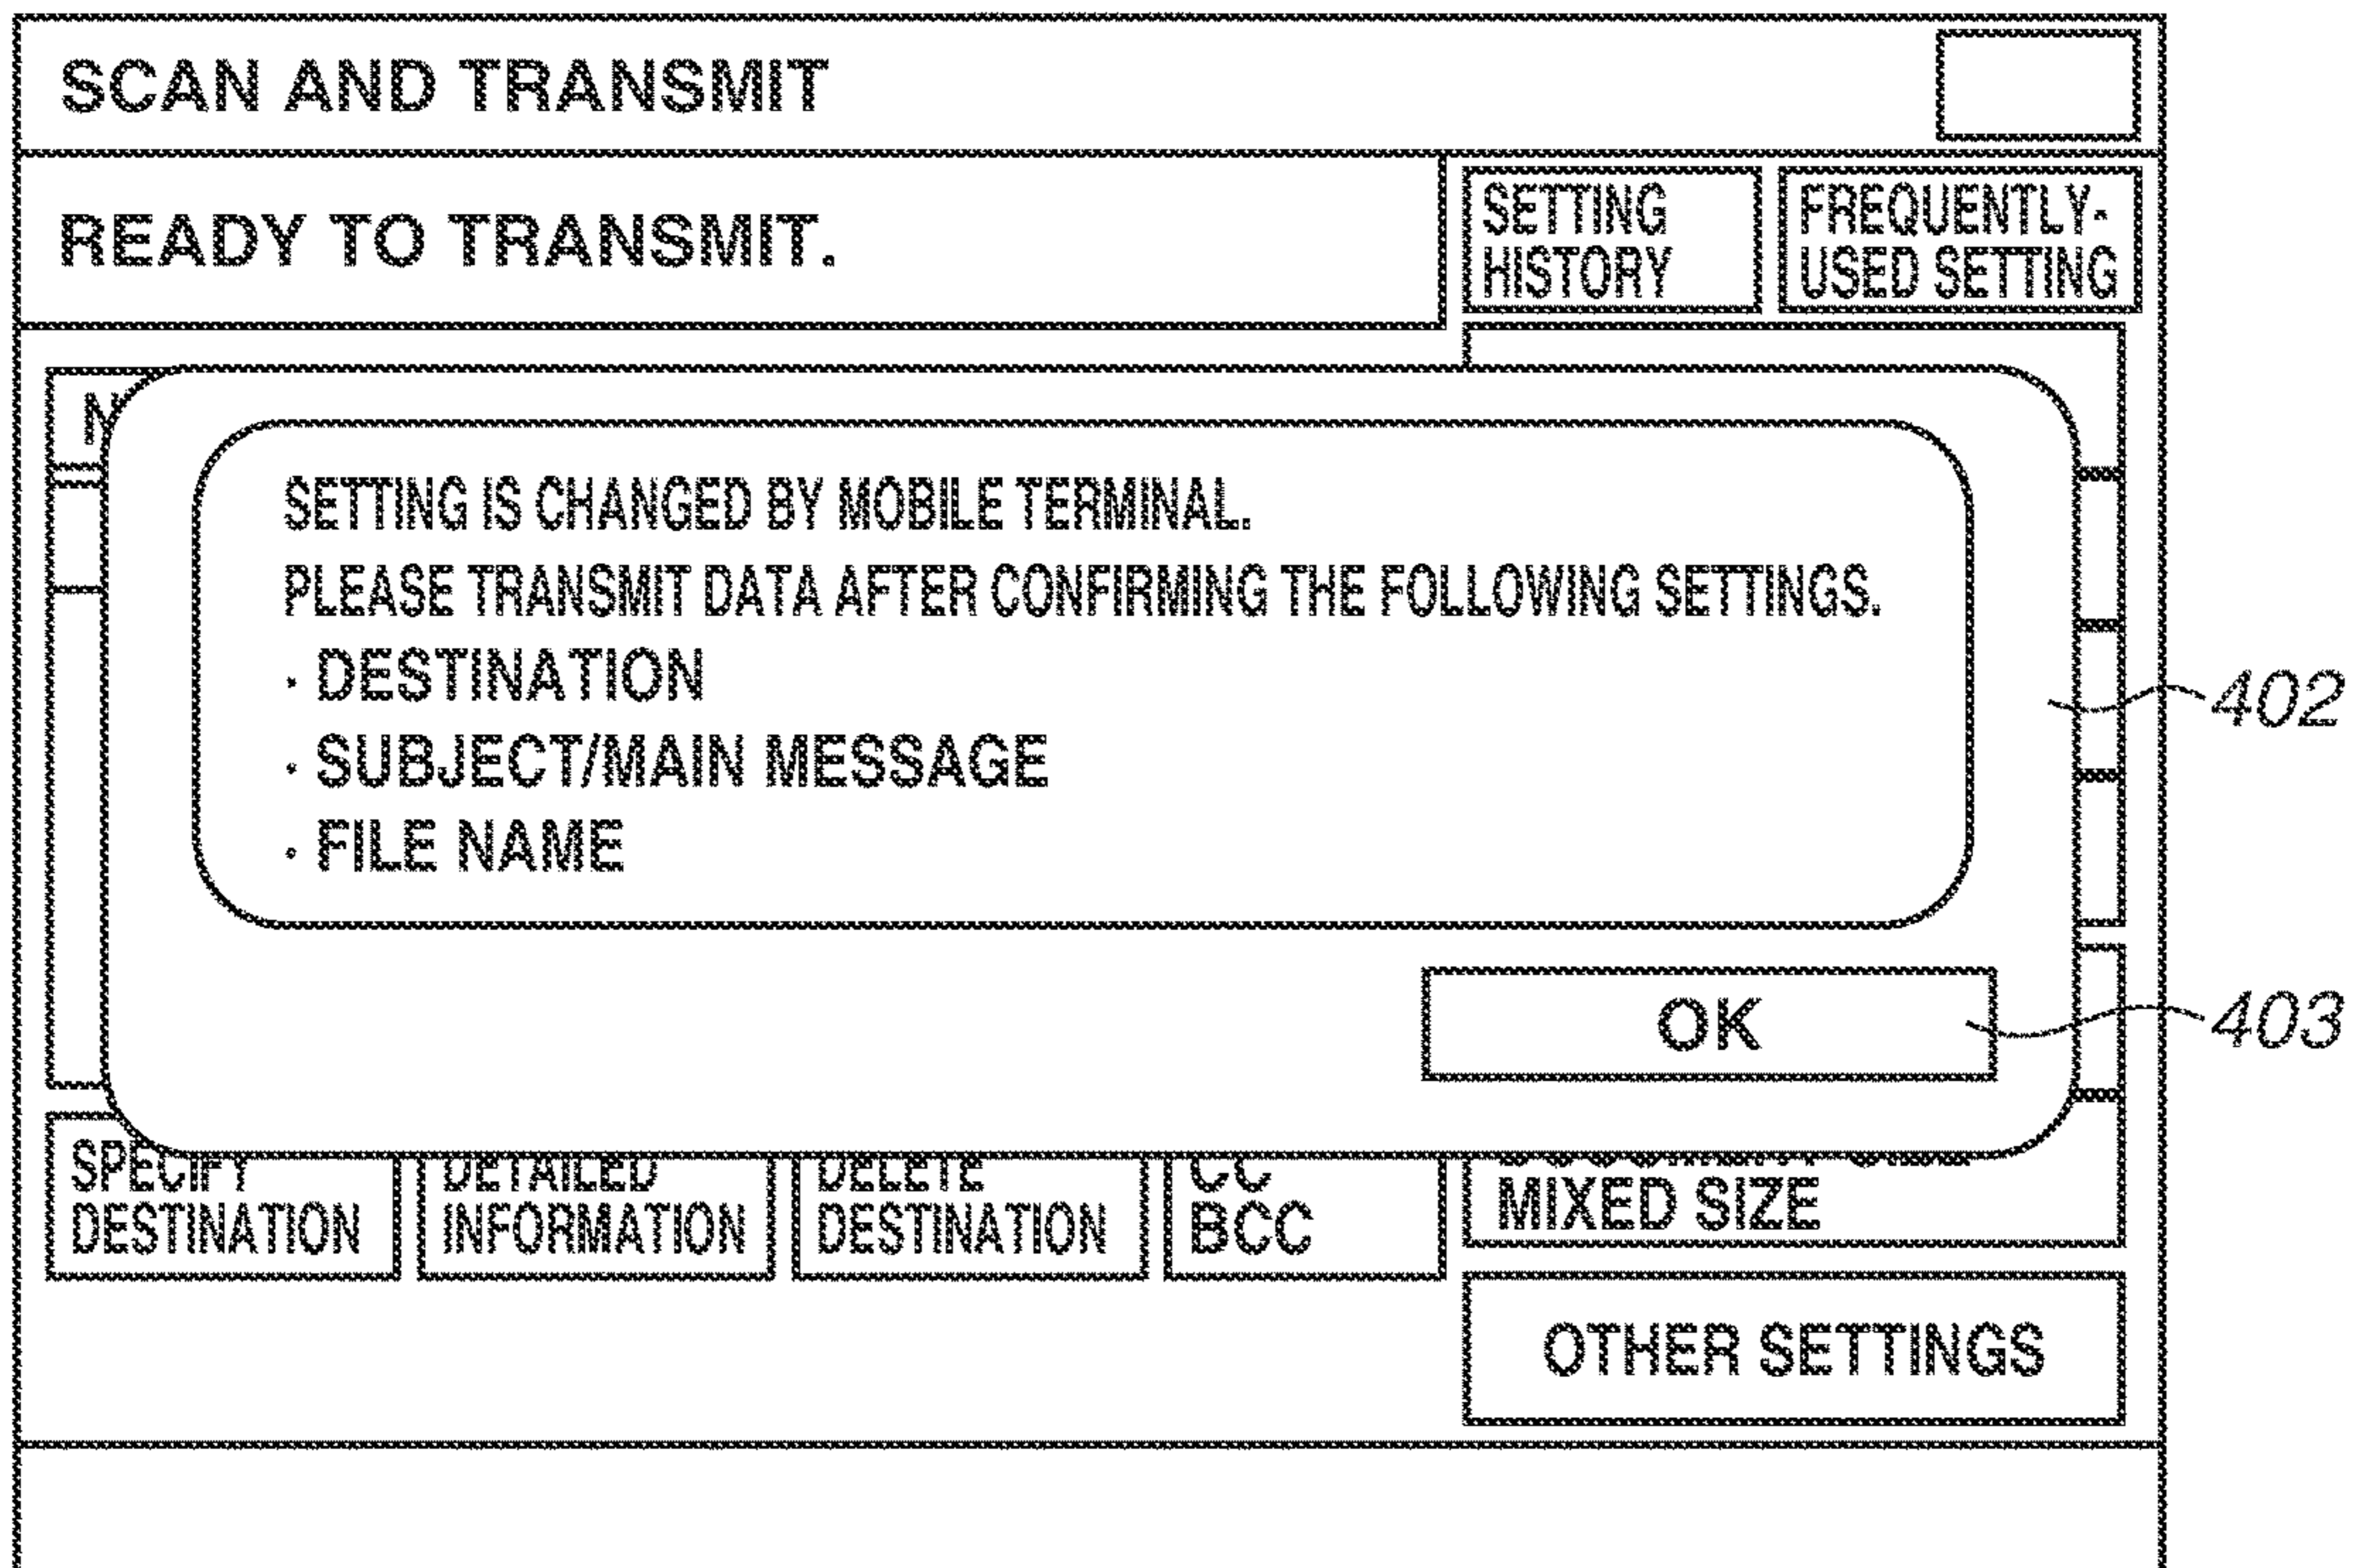 SCAN AND TRANSMIT
READY TO TRANSMIT.
SETTING
HISTORY
FREQUENTLY-
USED SETTING
SETTING IS CHANGED BY MOBILE TERMINAL.
PLEASE TRANSMIT DATA AFTER CONFIRMING THE FOLLOWING SETTINGS.
· DESTINATION
· SUBJECT/MAIN MESSAGE
· FILE NAME
402
OK
403
SPECIFY
DESTINATION
DETAILED
INFORMATION
DELETE
DESTINATION
CC
BCC
MIXED SIZE
OTHER SETTINGS